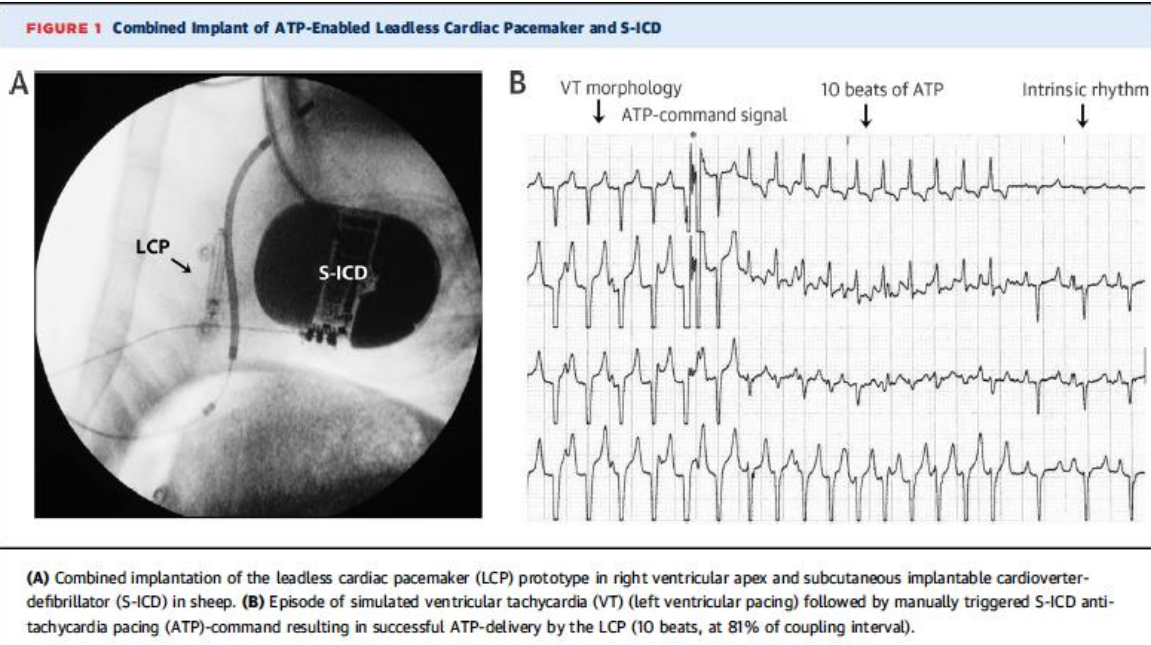 FIGURE 1 Combined Implant of ATP-Enabled Leadless Cardiac Pacemaker and S-ICD
A
LCP
S-ICD
B
VT morphology
ATP-command signal
10 beats of ATP
Intrinsic rhythm
*
(A) Combined implantation of the leadless cardiac pacemaker (LCP) prototype in right ventricular apex and subcutaneous implantable cardioverter-
defibrillator (S-ICD) in sheep. (B) Episode of simulated ventricular tachycardia (VT) (left ventricular pacing) followed by manually triggered S-ICD anti-
tachycardia pacing (ATP)-command resulting in successful ATP-delivery by the LCP (10 beats, at 81% of coupling interval).